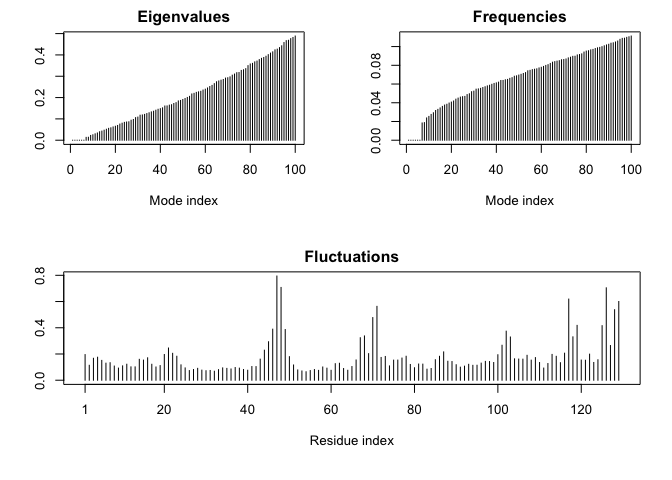 Eigenvalues
0.0 0.2 0.4
0 20 40 60 80 100
Mode index
Frequencies
0.00 0.04 0.08
0 20 40 60 80 100
Mode index
Fluctuations
0.0 0.4 0.8
1 20 40 60 80 100 120
Residue index